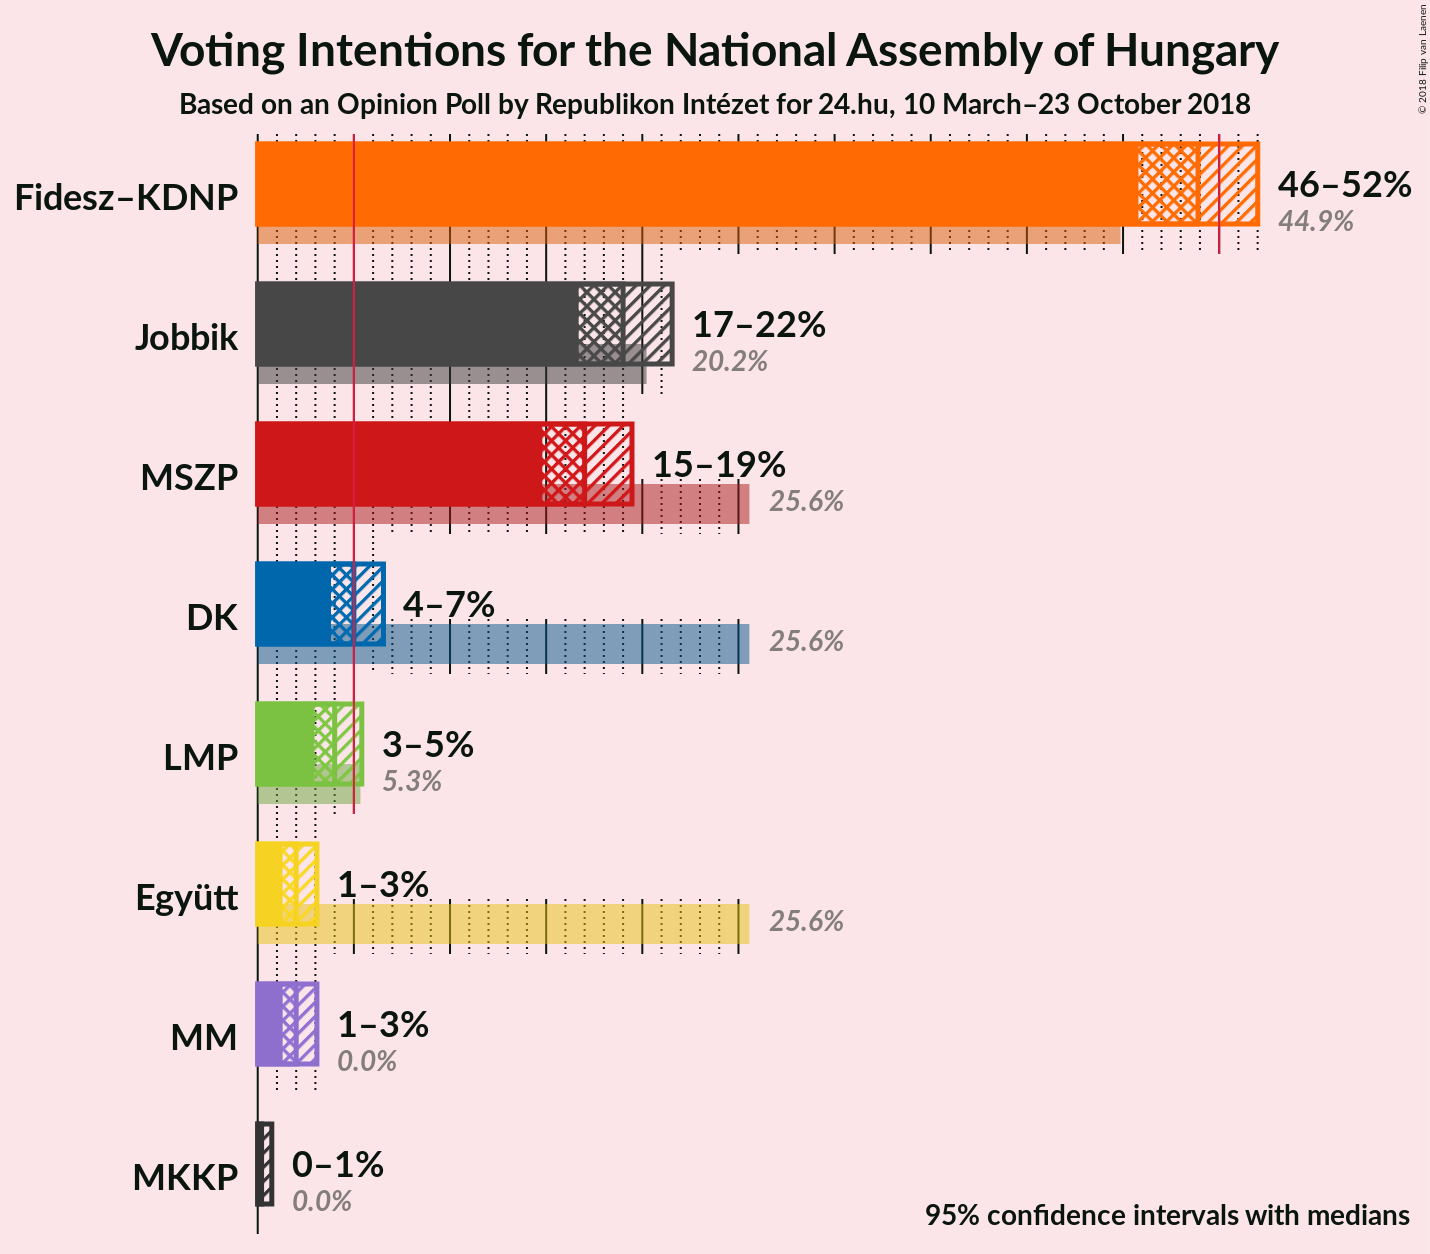 Voting Intentions for the National Assembly of Hungary
Based on an Opinion Poll by Republikon Intézet for 24.hu, 10 March–23 October 2018
© 2018 Filip van Laenen
Fidesz–KDNP
46–52%
44.9%
Jobbik
17–22%
20.2%
MSZP
15–19%
25.6%
DK
4–7%
25.6%
LMP
3–5%
5.3%
Együtt
1–3%
25.6%
MM
1–3%
0.0%
MKKP
0–1%
0.0%
95% confidence intervals with medians